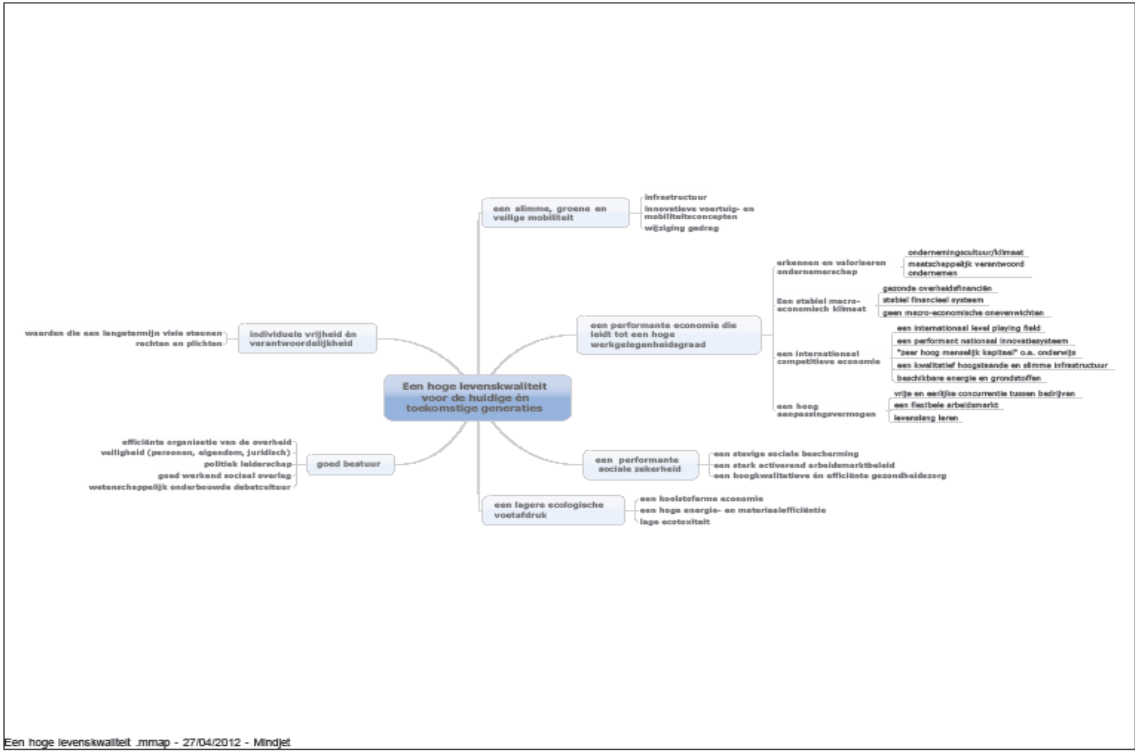 een slimme, groene en
veilige mobiliteit
infrastructuur
innovatieve voertuig- en
mobiliteitsconcepten
wijziging gedrag
een performante economie die
leidt tot een hoge
werkgelegenheidsgraad
erkennen en valoriseren
ondernemerschap
ondernemingscultuur/klimaat
maatschappelijk verantwoord
ondernemen
Een stabiel macro-
economisch klimaat
gezonde overheidsfinanciën
stabiel financieel systeem
geen macro-economische onevenwichten
een internationaal
competitieve economie
een internationaal level playing field
een performant nationaal innovatiesysteem
"zeer hoog menselijk kapitaal" o.a. onderwijs
een kwalitatief hoogstaande en slimme infrastructuur
beschikbare energie en grondstoffen
een hoog
aanpassingsvermogen
vrije en eerlijke concurrentie tussen bedrijven
een flexibele arbeidsmarkt
levenslang leren
waarden die een langetermijn visie steunen
rechten en plichten
individuele vrijheid én
verantwoordelijkheid
Een hoge levenskwaliteit
voor de huidige én
toekomstige generaties
efficiënte organisatie van de overheid
veiligheid (personen, eigendom, juridisch)
politiek leiderschap
goed werkend sociaal overleg
wetenschappelijk onderbouwde debatcultuur
goed bestuur
een performante
sociale zekerheid
een stevige sociale bescherming
een sterk activerend arbeidsmarktbeleid
een hoogkwalitatieve én efficiënte gezondheidszorg
een lagere ecologische
voetafdruk
een koolstofarme economie
een hoge energie- en materiaalefficiëntie
lage ecotoxiteit
Een hoge levenskwaliteit .mmap - 27/04/2012 - Mindjet